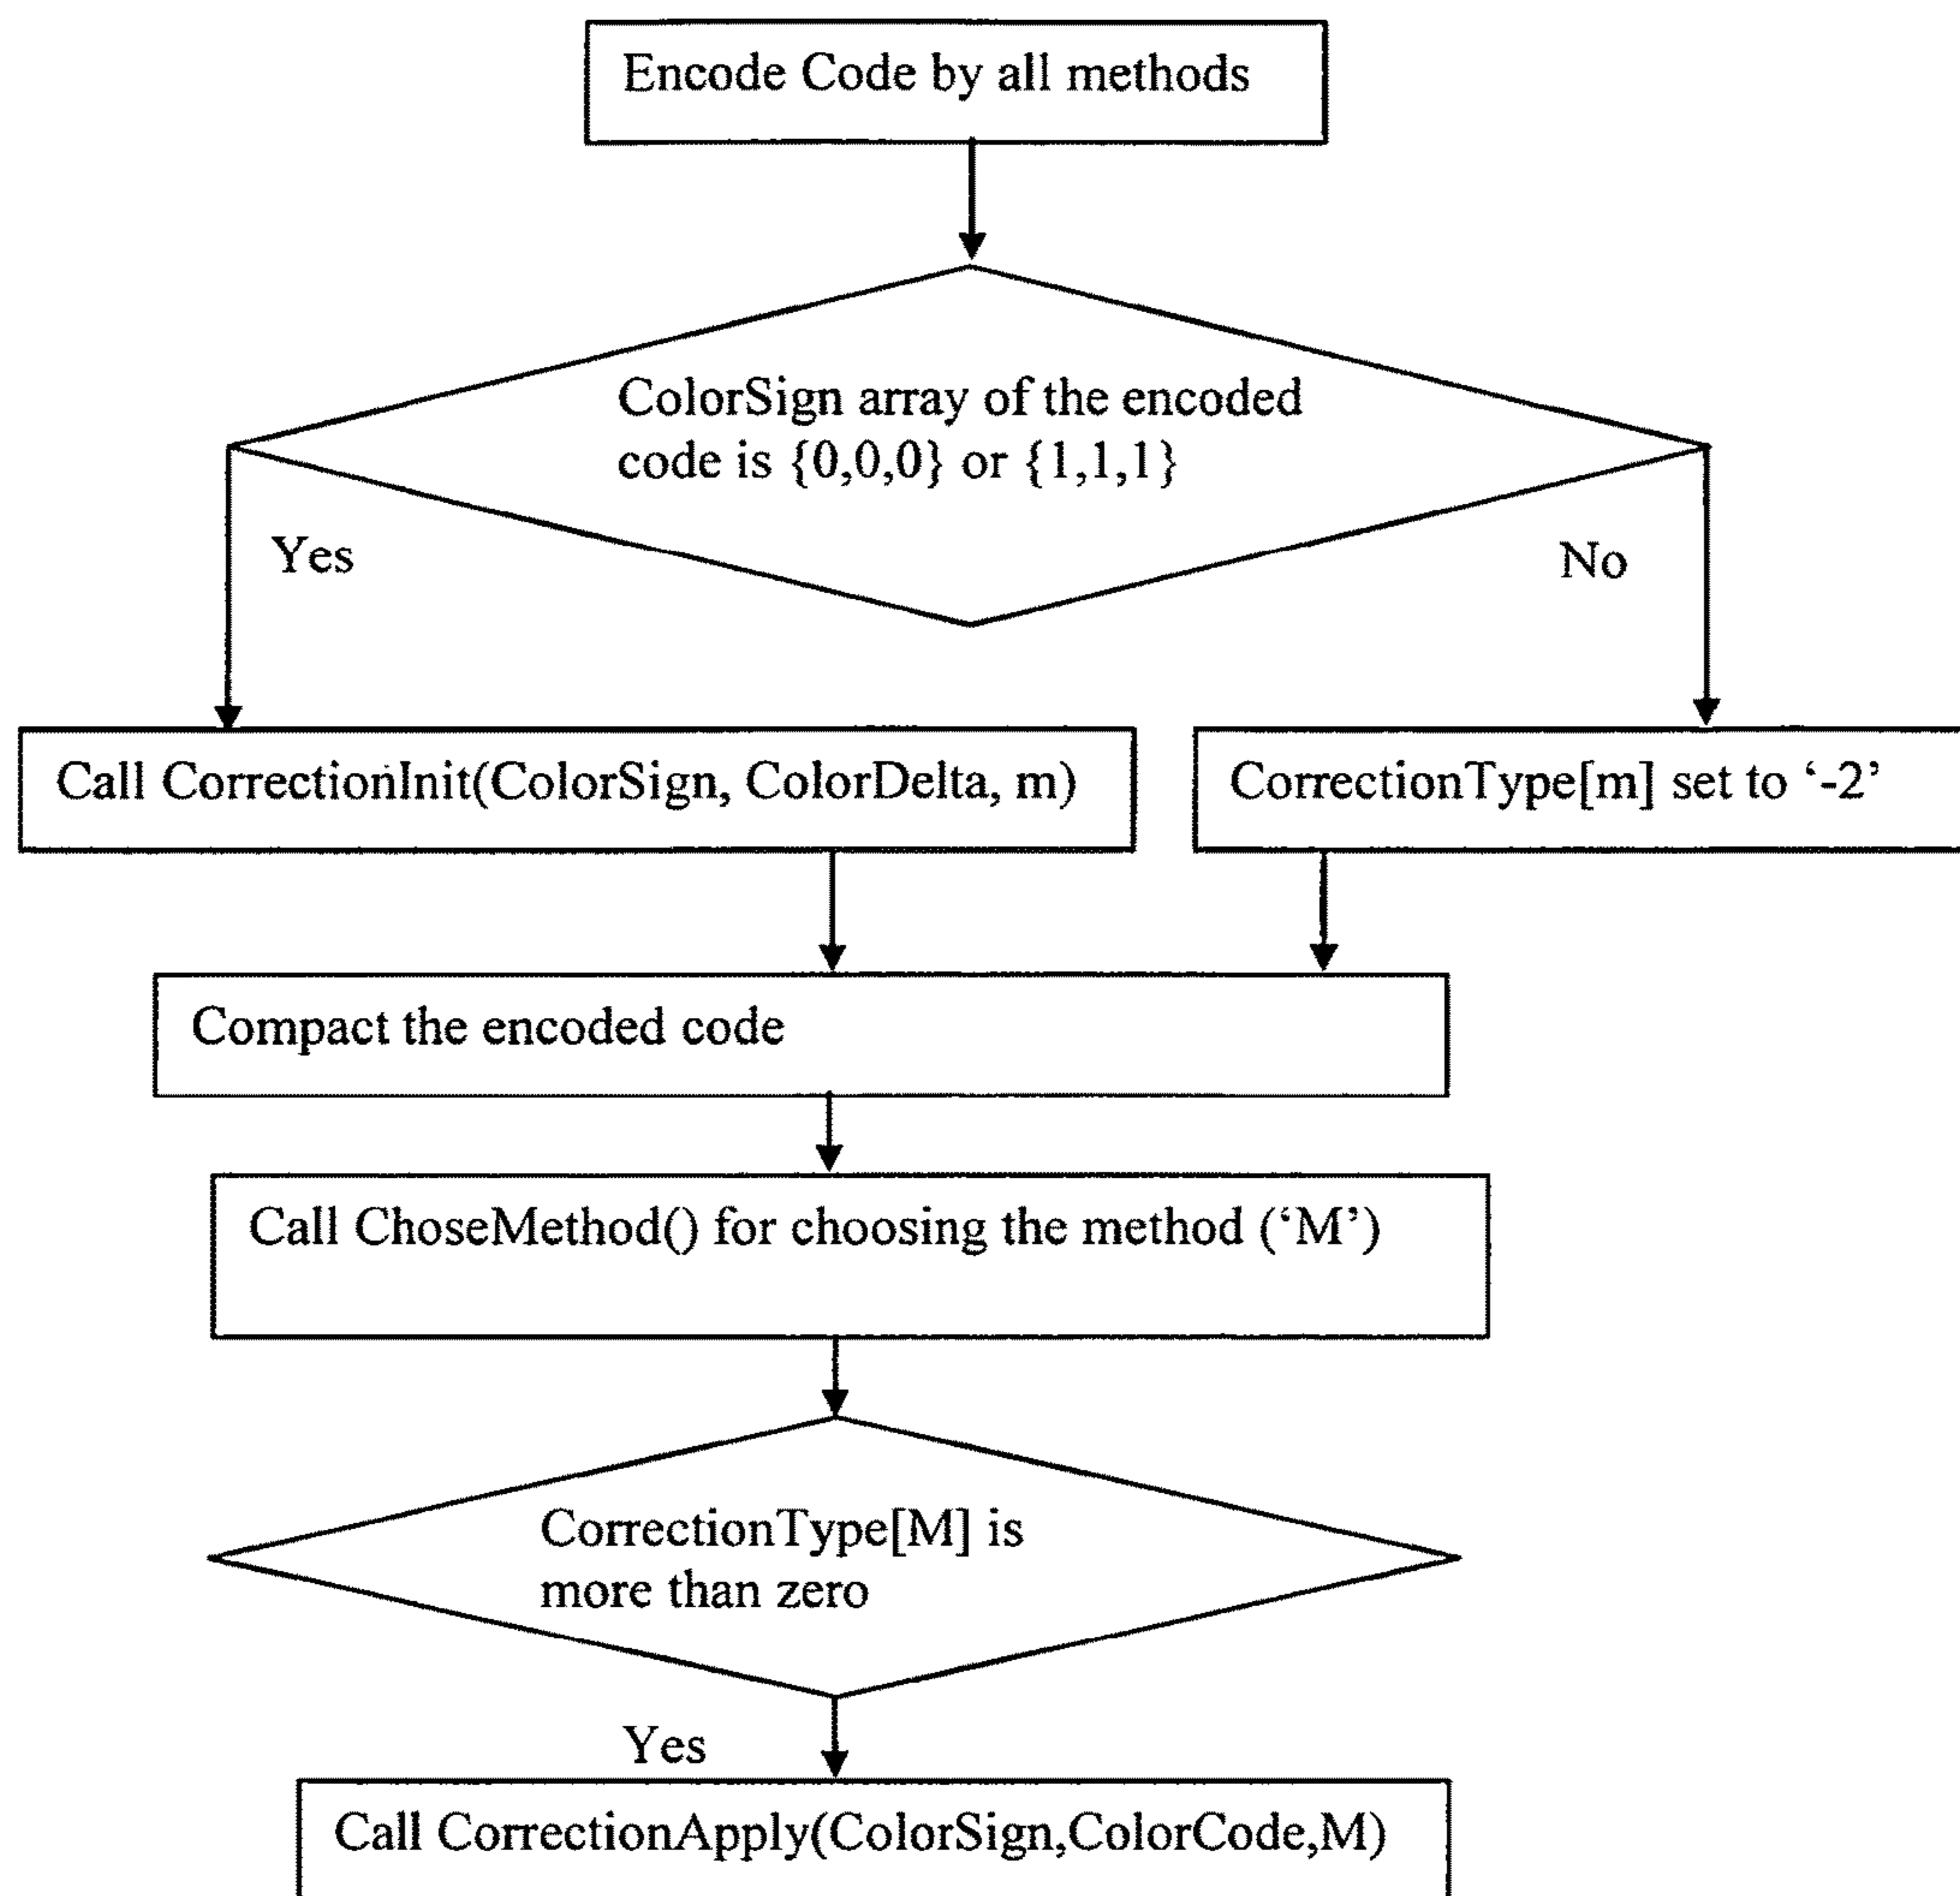 Encode Code by all methods
ColorSign array of the encoded
code is {0,0,0} or {1,1,1}
Yes
No
Call CorrectionInit(ColorSign, ColorDelta, m)
CorrectionType[m] set to ‘-2’
Compact the encoded code
Call ChoseMethod() for choosing the method (‘M’)
CorrectionType[M] is
more than zero
Yes
Call CorrectionApply(ColorSign,ColorCode,M)